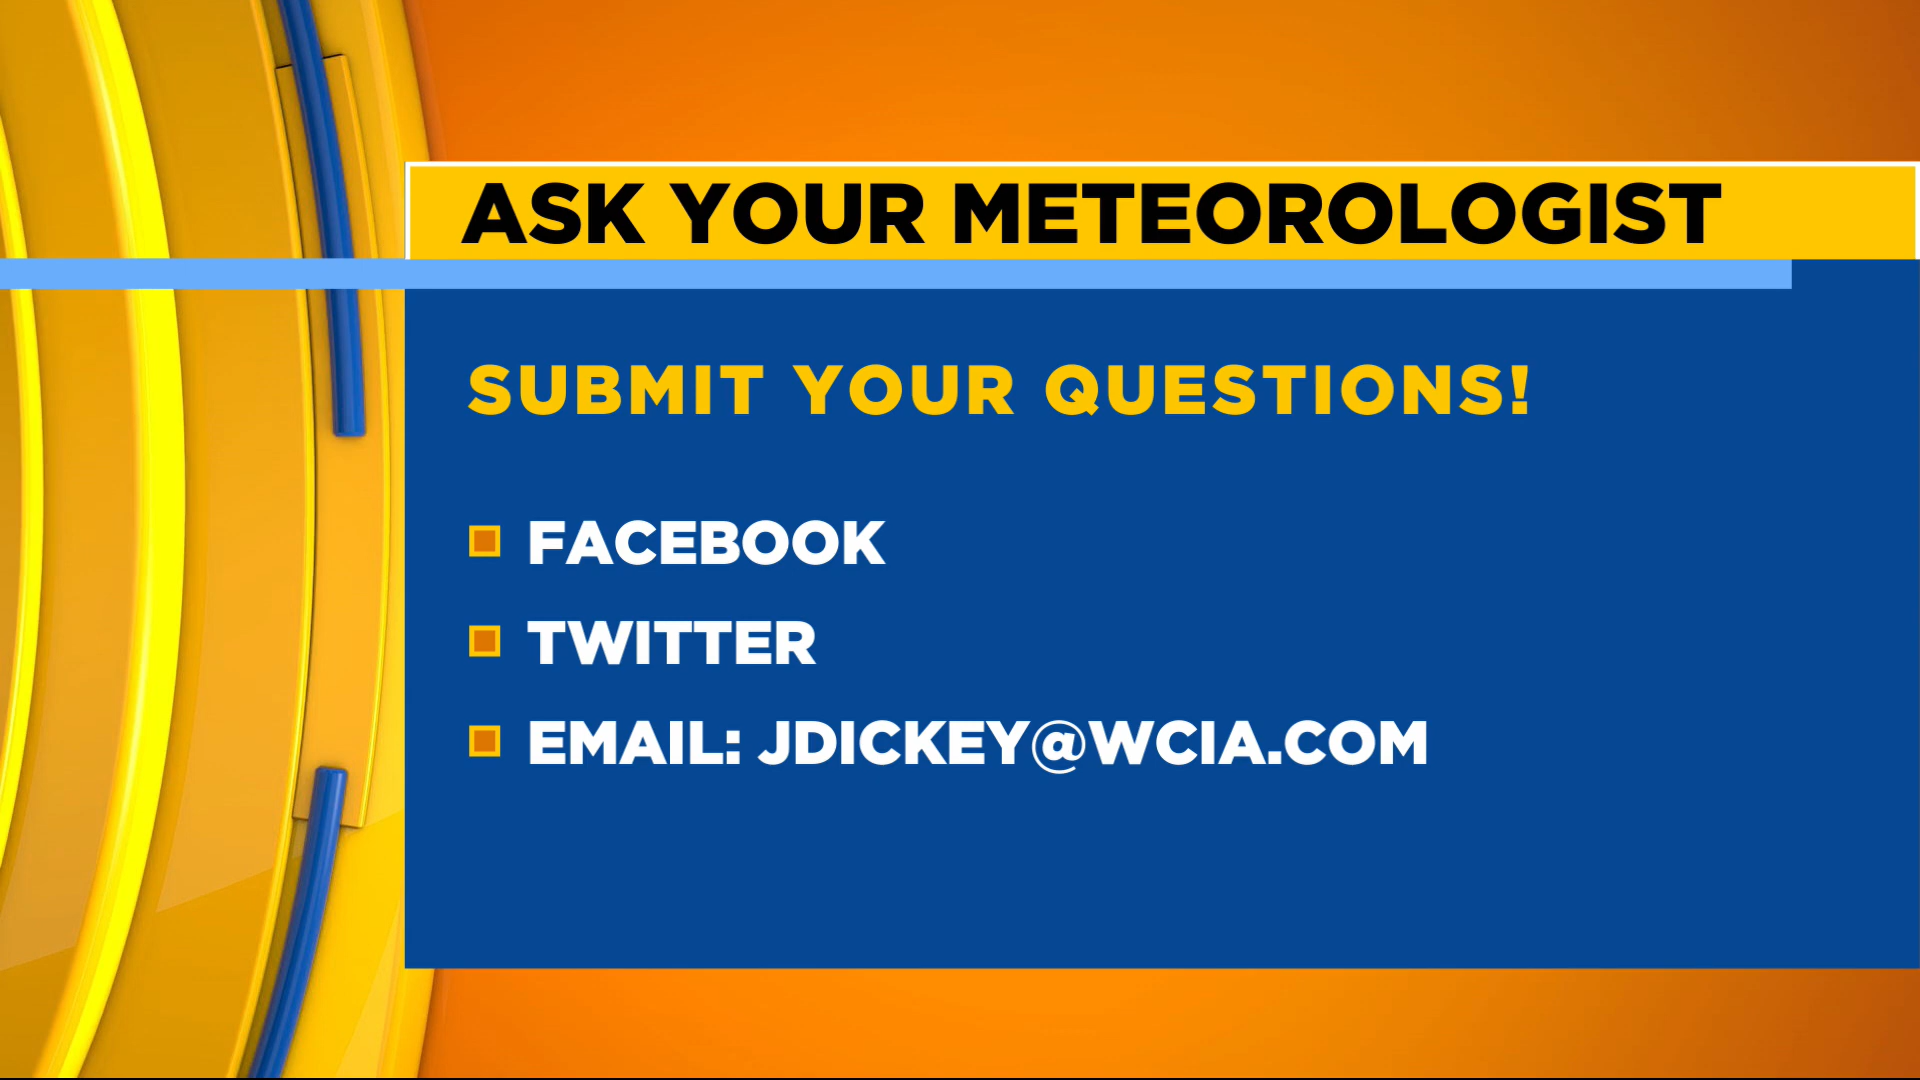 ASK YOUR METEOROLOGIST
SUBMIT YOUR QUESTIONS!
FACEBOOK
TWITTER
EMAIL: JDICKEY@WCIA.COM